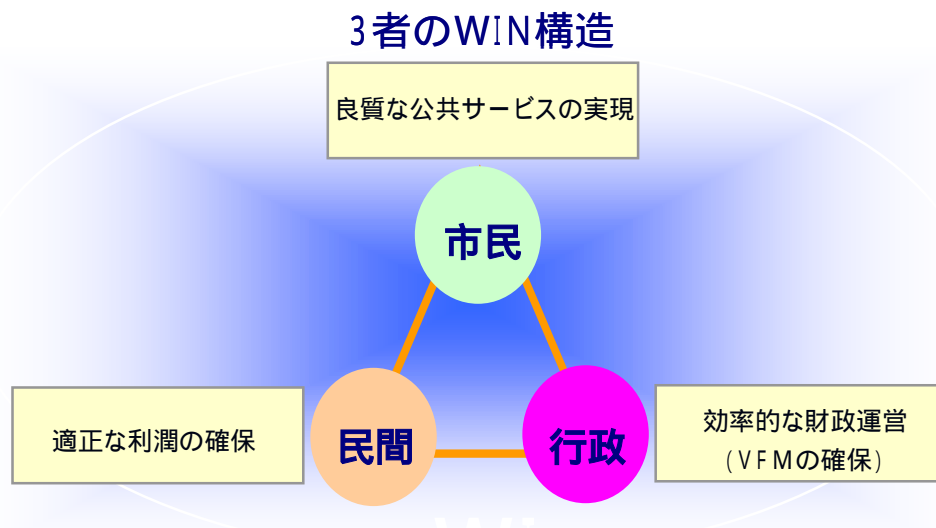 3者のWIN構造
良質な公共サービスの実現
市民
適正な利潤の確保
民間
行政
効率的な財政運営
(VFMの確保)